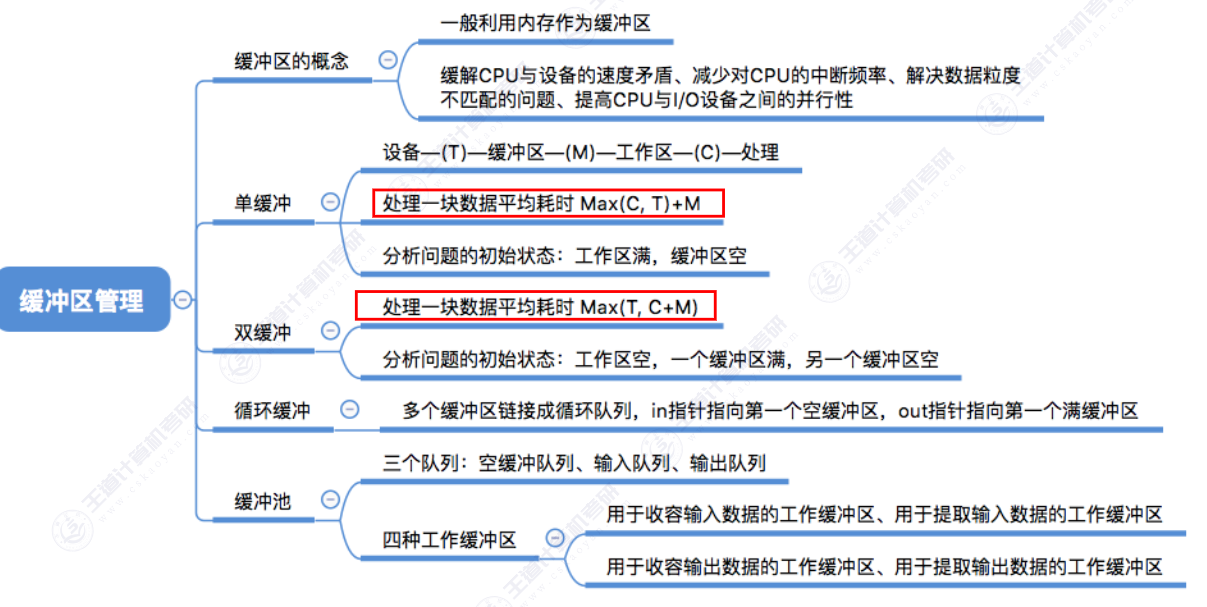 一般利用内存作为缓冲区
缓冲区的概念
缓解CPU与设备的速度矛盾、减少对CPU的中断频率、解决数据粒度
不匹配的问题、提高CPU与I/O设备之间的并行性
设备—(T)—缓冲区—(M)—工作区—(C)—处理
单缓冲
处理一块数据平均耗时 Max(C, T)+M
分析问题的初始状态：工作区满，缓冲区空
缓冲区管理
处理一块数据平均耗时 Max(T, C+M)
双缓冲
分析问题的初始状态：工作区空，一个缓冲区满，另一个缓冲区空
循环缓冲
多个缓冲区链接成循环队列，in指针指向第一个空缓冲区，out指针指向第一个满缓冲区
三个队列：空缓冲队列、输入队列、输出队列
缓冲池
用于收容输入数据的工作缓冲区、用于提取输入数据的工作缓冲区
四种工作缓冲区
用于收容输出数据的工作缓冲区、用于提取输出数据的工作缓冲区
王道计算机考研
www.cskaoyan.com